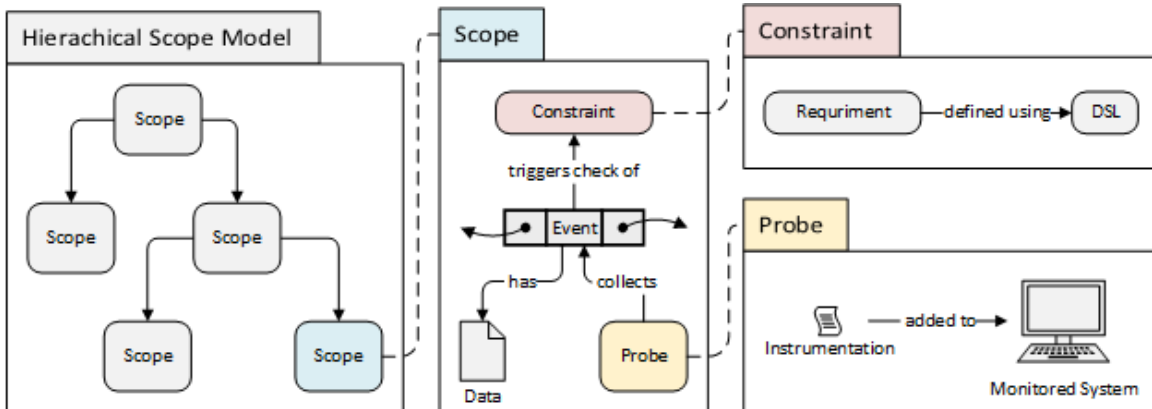 Hierachical Scope Model
Scope
Scope
Scope
Scope
Scope
Scope
Constraint
triggers check of
Event
has
collects
Data
Probe
Constraint
Requriment
defined using
DSL
Probe
Instrumentation
added to
Monitored System